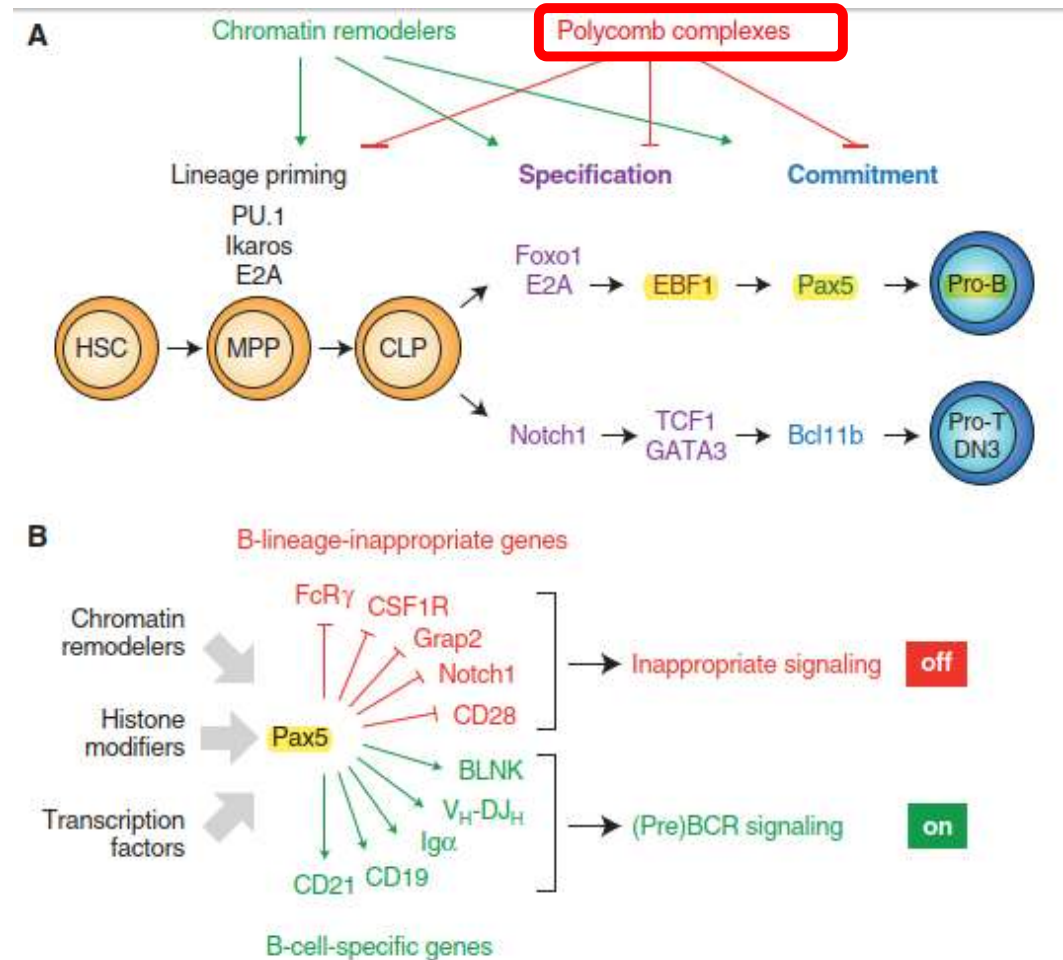 A
Chromatin remodelers
Polycomb complexes
Lineage priming
Specification
Commitment
PU.1
Ikaros
E2A
HSC
MPP
CLP
Foxo1
E2A
EBF1
Pax5
Pro-B
Notch1
TCF1
GATA3
Bcl11b
Pro-T
DN3
B
B-lineage-inappropriate genes
Chromatin
remodelers
Histone
modifiers
Transcription
factors
Pax5
FcRγ
CSF1R
Grap2
Notch1
CD28
Inappropriate signaling
off
BLNK
VH-DJH
Igα
CD19
CD21
(Pre)BCR signaling
on
B-cell-specific genes